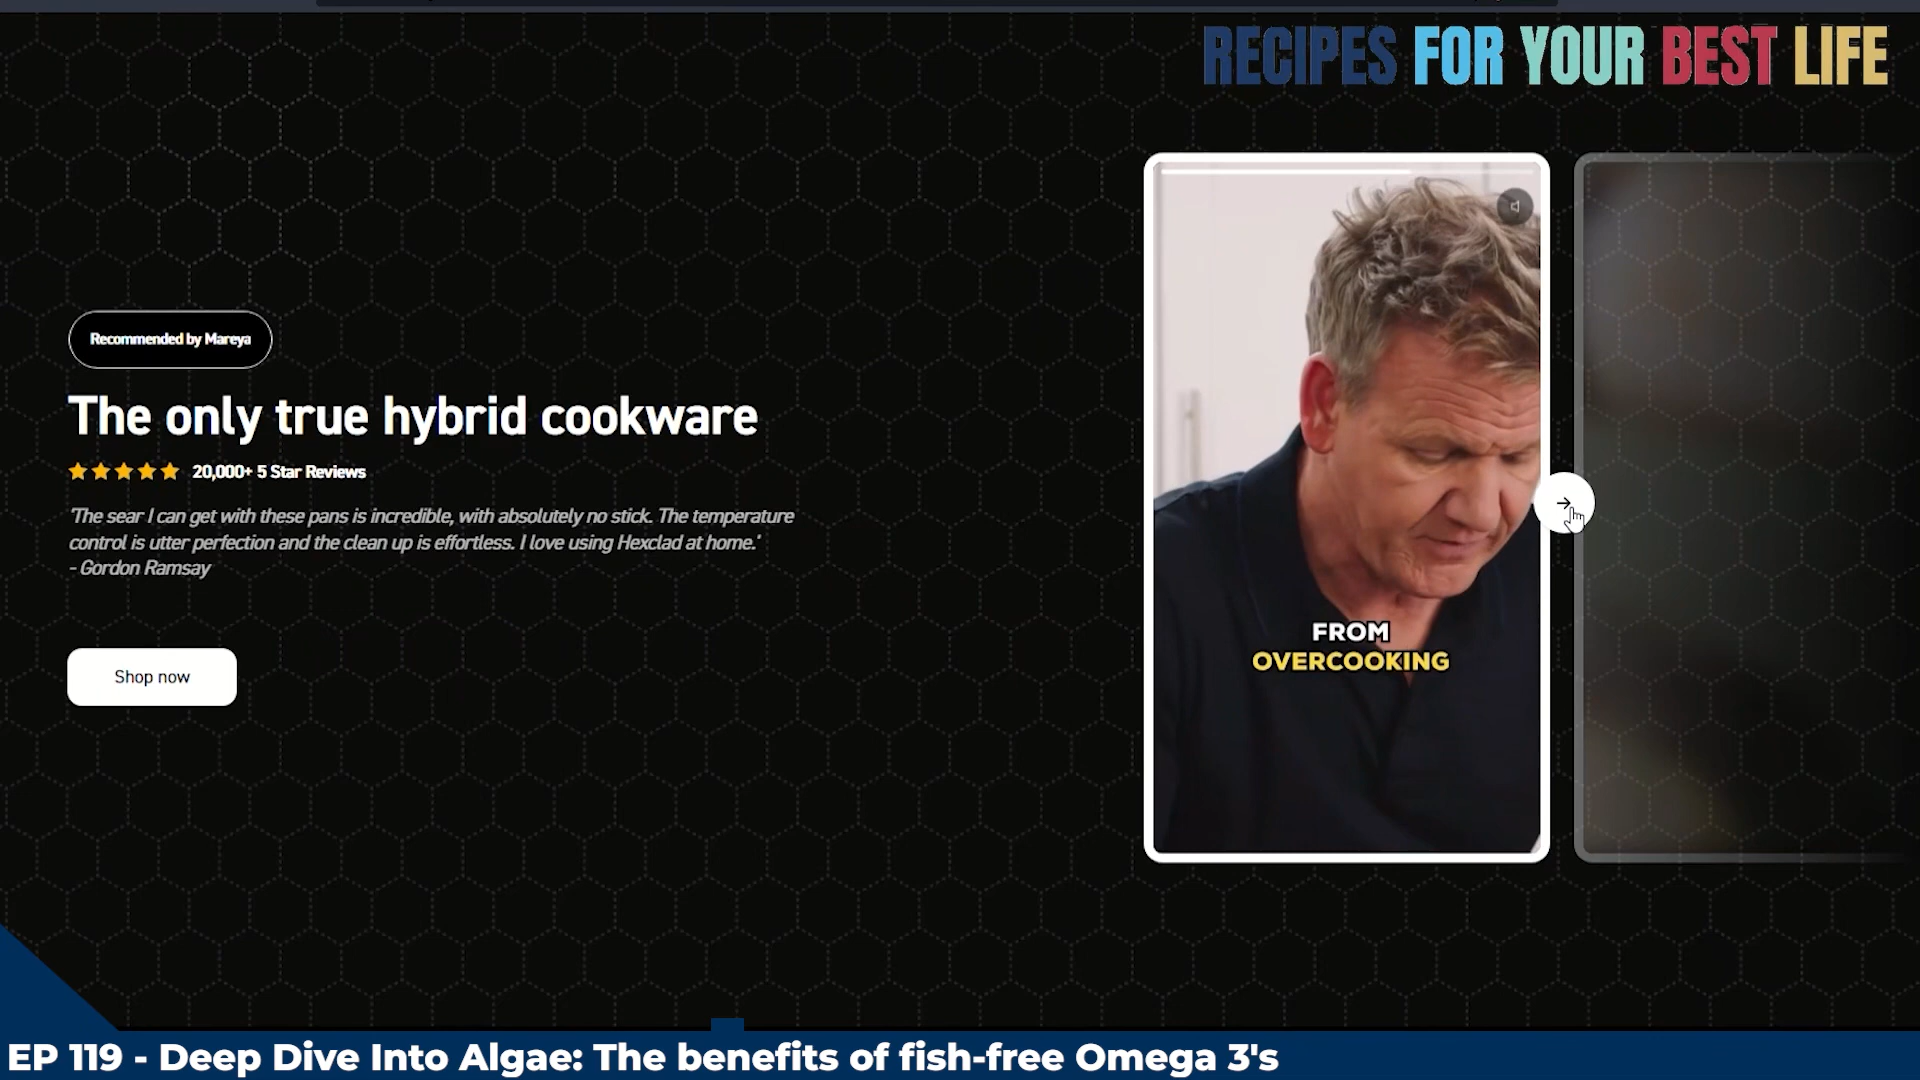 RECIPES FOR YOUR BEST LIFE
Recommended by Mareya
The only true hybrid cookware
20,000+ 5 Star Reviews
'The sear I can get with these pans is incredible, with absolutely no stick. The temperature
control is utter perfection and the clean up is effortless. I love using Hexclad at home.'
- Gordon Ramsay
Shop now
FROM
OVERCOOKING
EP 119 - Deep Dive Into Algae: The benefits of fish-free Omega 3's